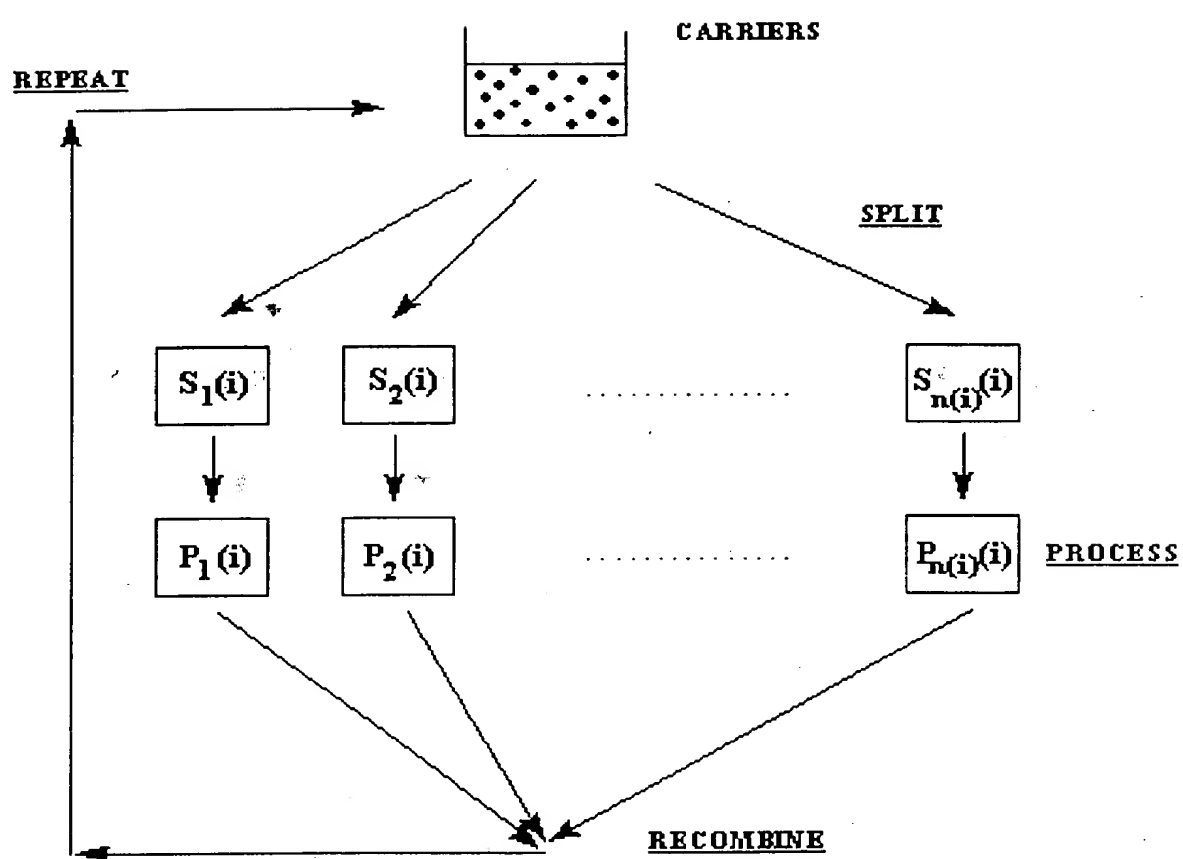 CARRIERS
REPEAT
SPLIT
S1(i) S2(i) .................... Sn(i)(i)
P1(i) P2(i) .................... Pn(i)(i) PROCESS
RECOMBINE